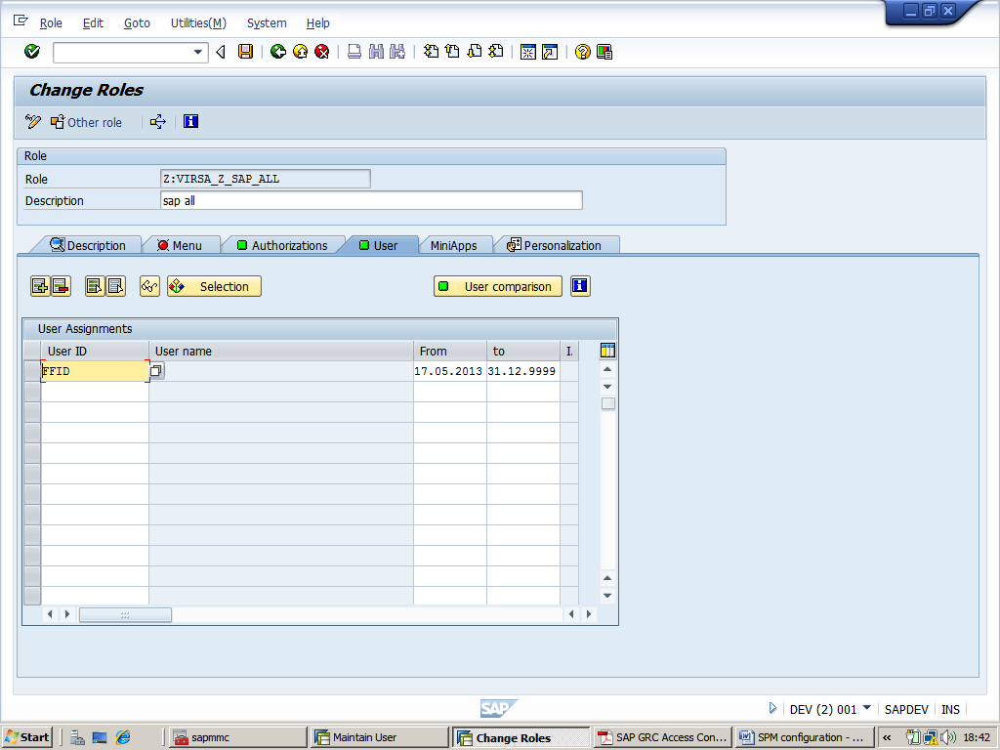 Role Edit Goto Utilities(M) System Help
Change Roles
Other role
Role
Role Z:VIRSA_Z_SAP_ALL
Description sap all
Description Menu Authorizations User MiniApps Personalization
Selection User comparison
User Assignments
User ID User name From to I.
FFID 17.05.2013 31.12.9999
SAP
DEV (2) 001 SAPDEV INS
Start sapmmc Maintain User Change Roles SAP GRC Access Con... SPM configuration - ... « 18:42